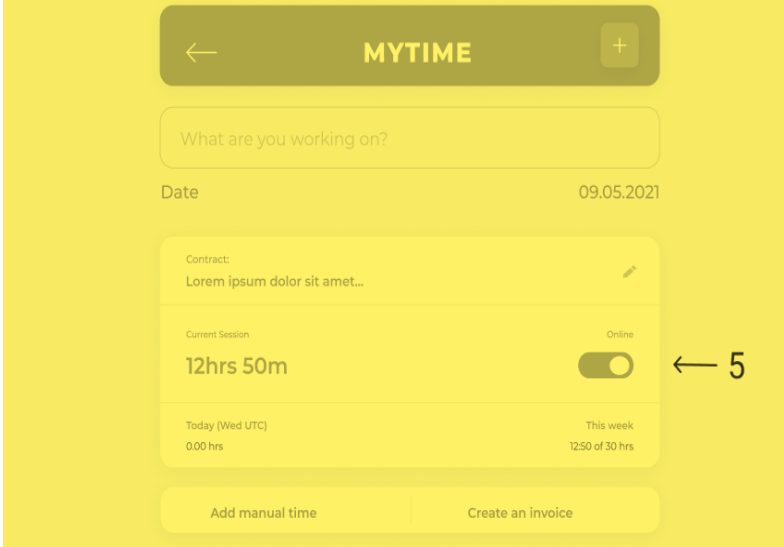 MYTIME
What are you working on?
Date 09.05.2021
Contract:
Lorem ipsum dolor sit amet...
Current Session Online
12hrs 50m
5
Today (Wed UTC) This week
0.00 hrs 12:50 of 30 hrs
Add manual time Create an invoice